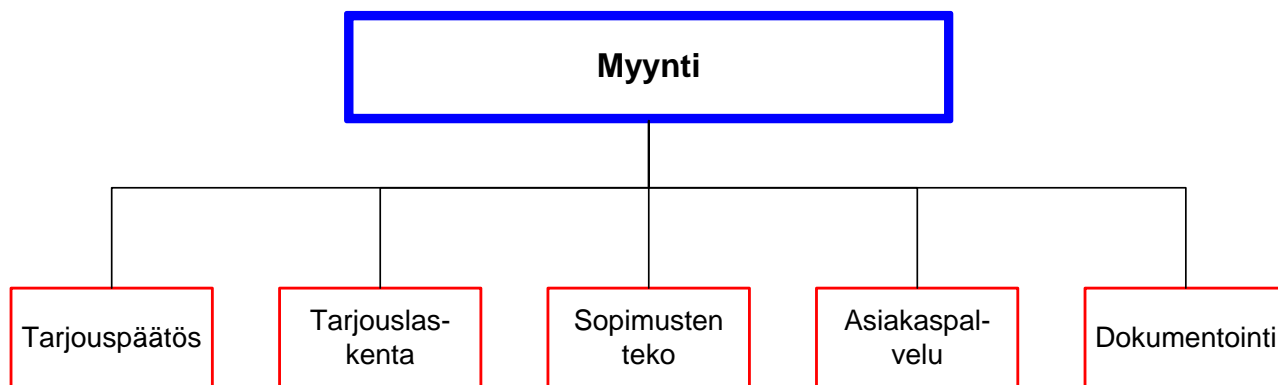 Myynti
Tarjouspäätös
Tarjouslas-
kenta
Sopimusten
teko
Asiakaspal-
velu
Dokumentointi